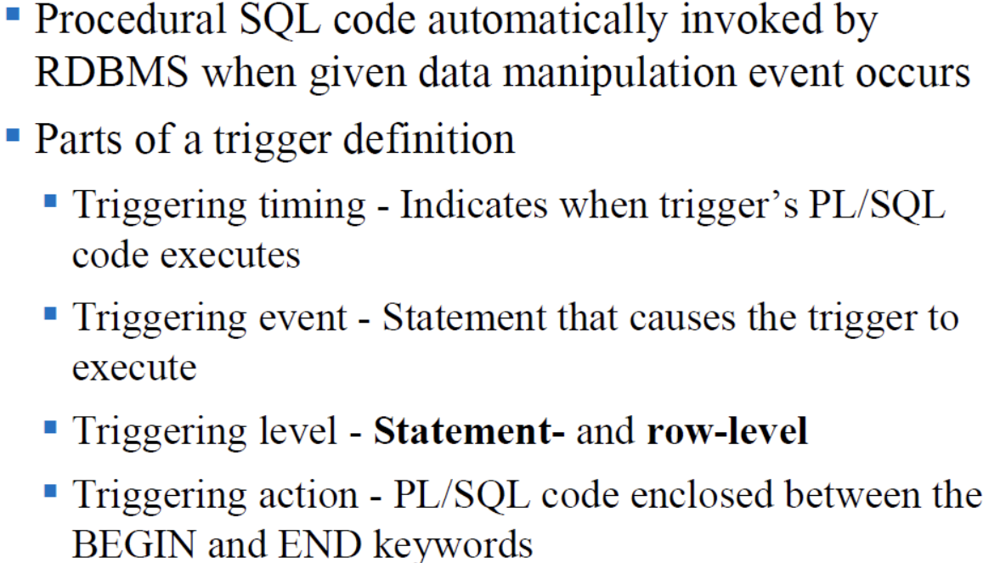 ▪ Procedural SQL code automatically invoked by
RDBMS when given data manipulation event occurs
▪ Parts of a trigger definition
▪ Triggering timing - Indicates when trigger’s PL/SQL
code executes
▪ Triggering event - Statement that causes the trigger to
execute
▪ Triggering level - Statement- and row-level
▪ Triggering action - PL/SQL code enclosed between the
BEGIN and END keywords